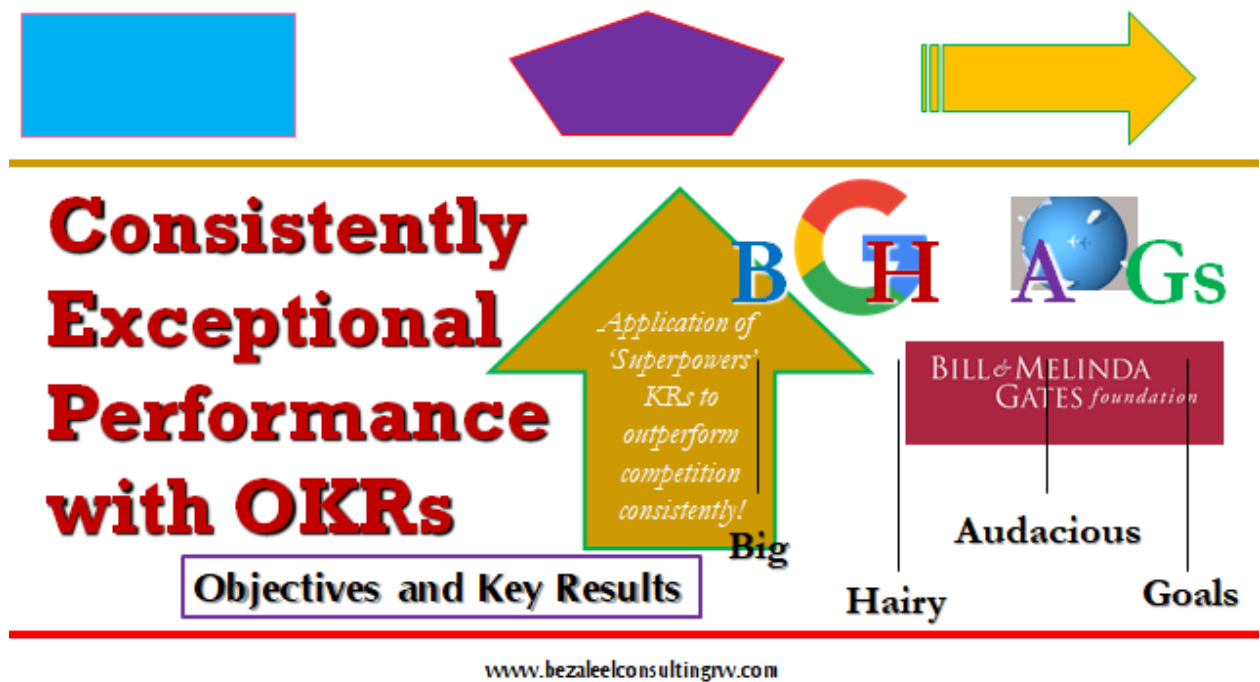 Consistently
Exceptional
Performance
with OKRs
Objectives and Key Results
Application of
‘Superpowers’
KRs to
outperform
competition
consistently!
B G H A Gs
BILL & MELINDA
GATES foundation
Big
Hairy
Audacious
Goals
www.bezaleelconsultingrw.com